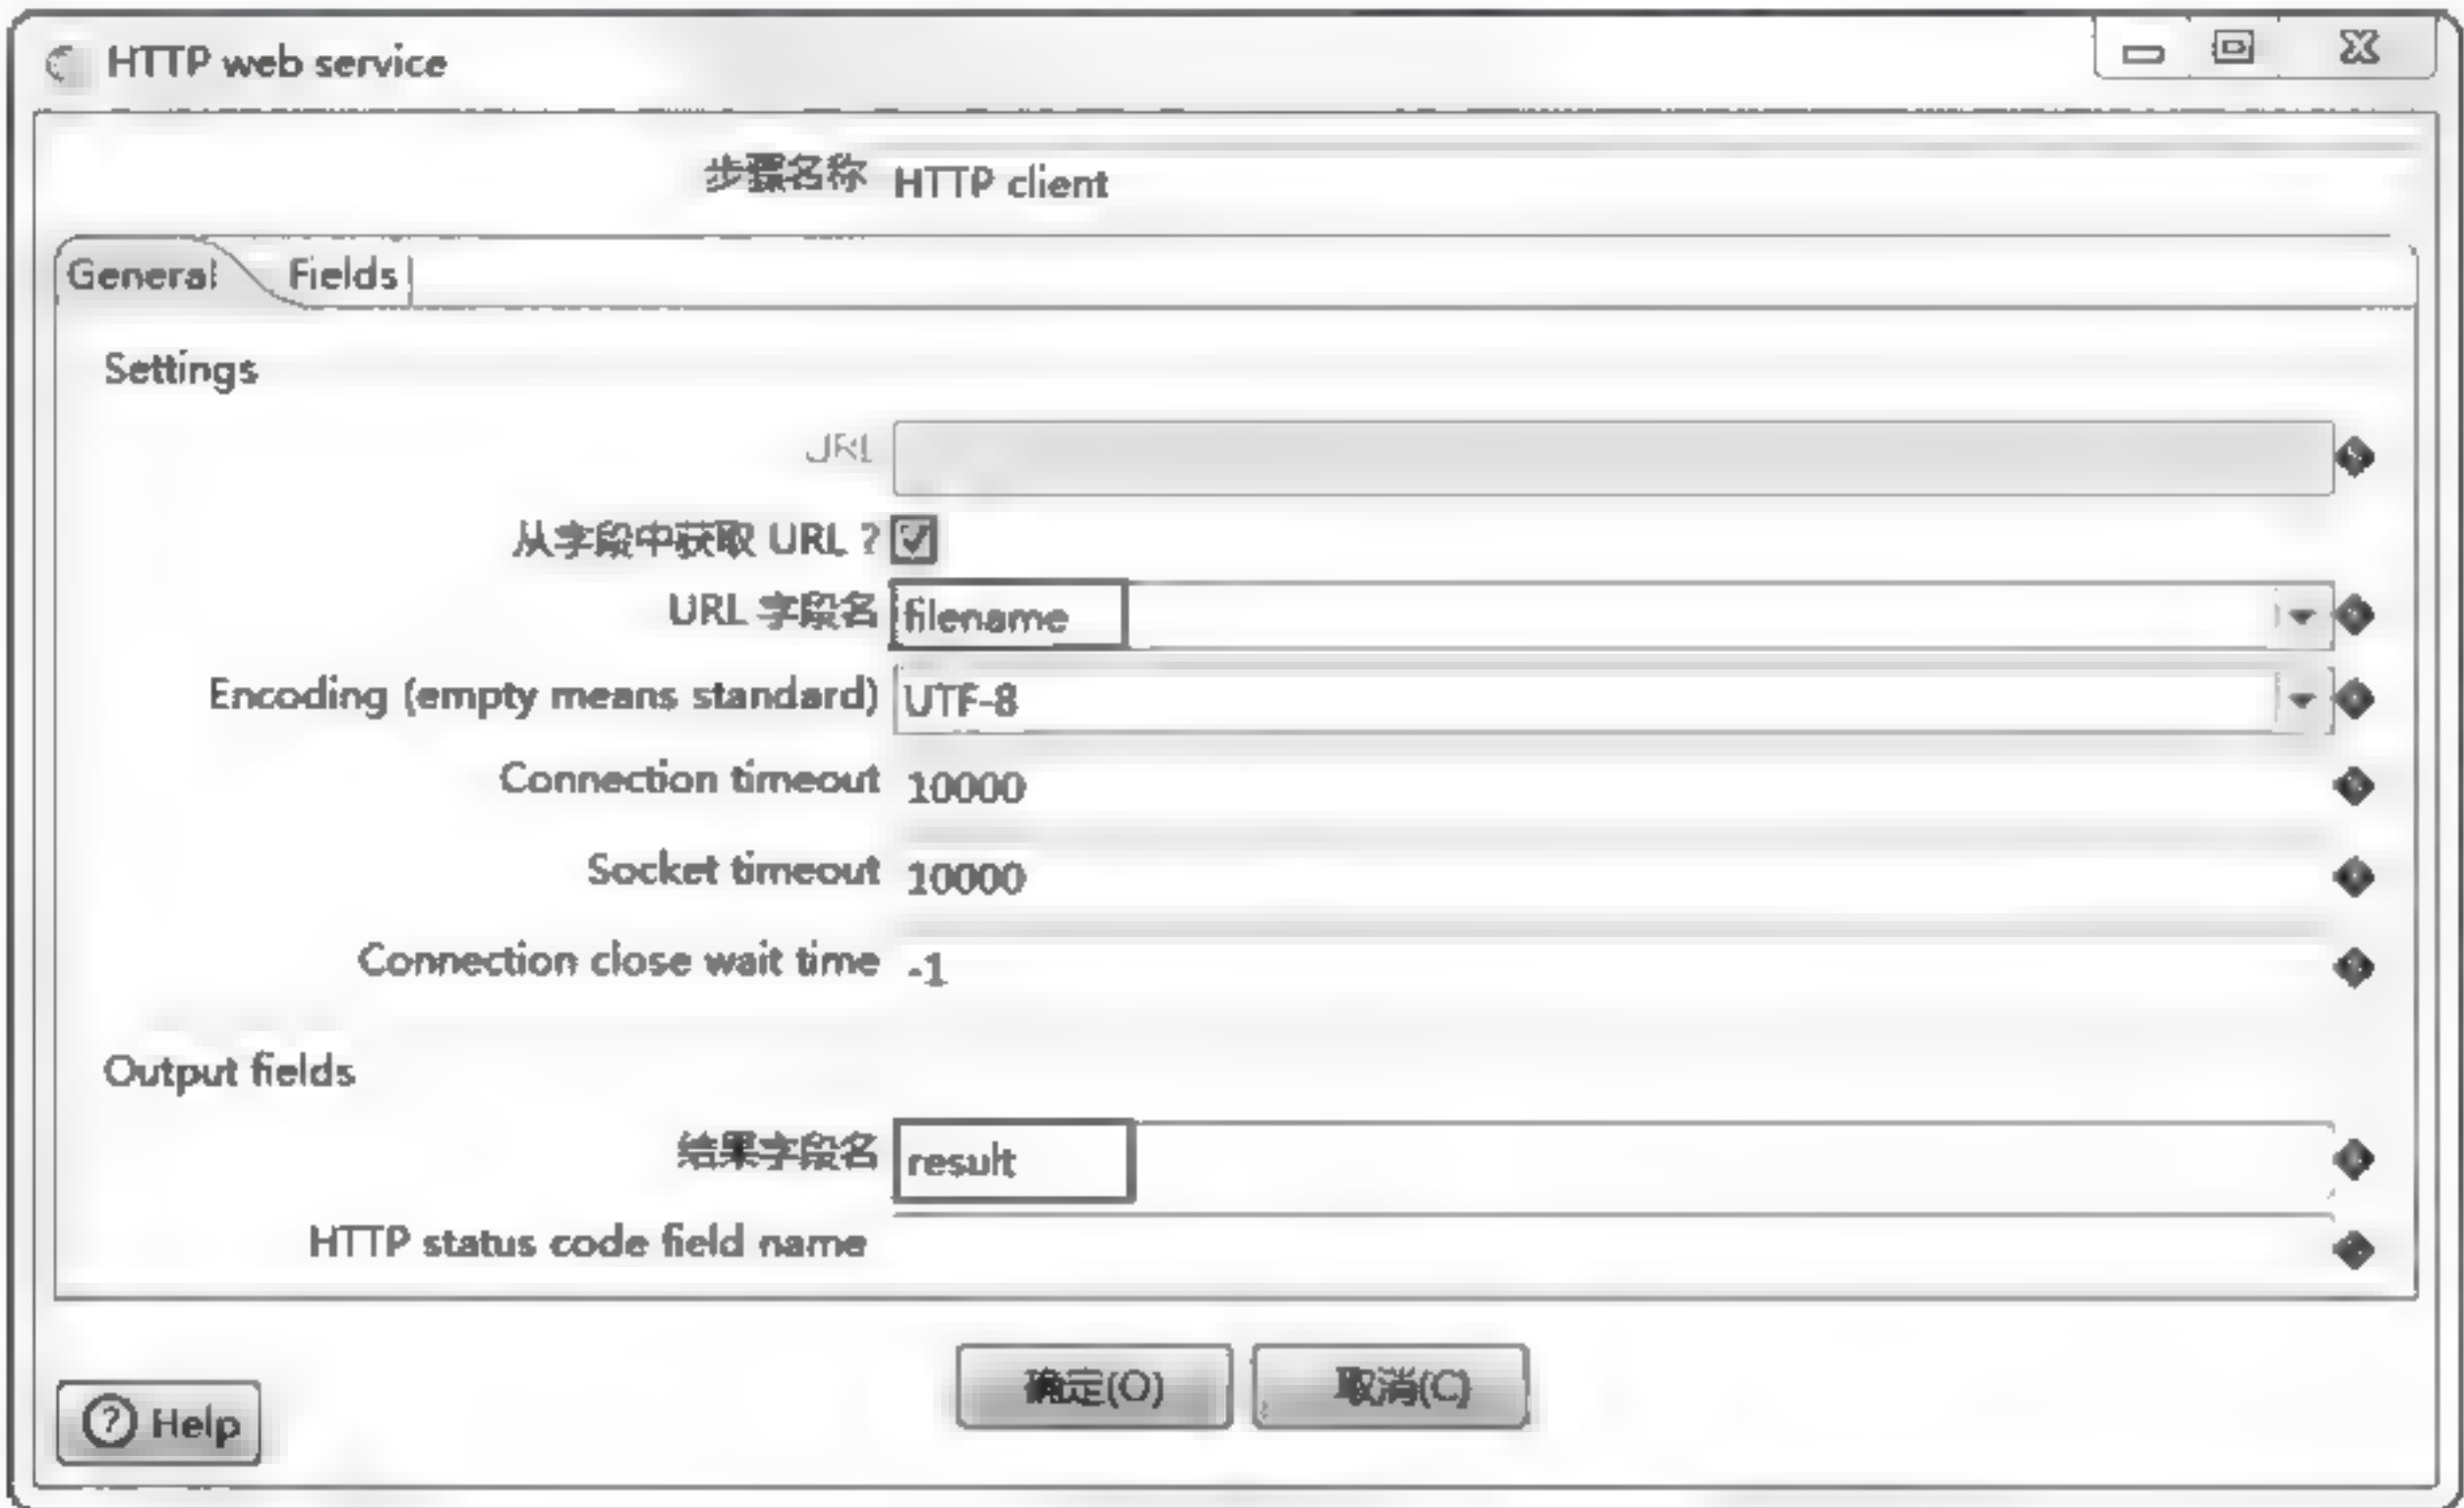 HTTP web service
步骤名称 HTTP client
General Fields
Settings
URL
从字段中获取 URL ?
URL 字段名 filename
Encoding (empty means standard) UTF-8
Connection timeout 10000
Socket timeout 10000
Connection close wait time -1
Output fields
结果字段名 result
HTTP status code field name
确定(O) 取消(C)
Help